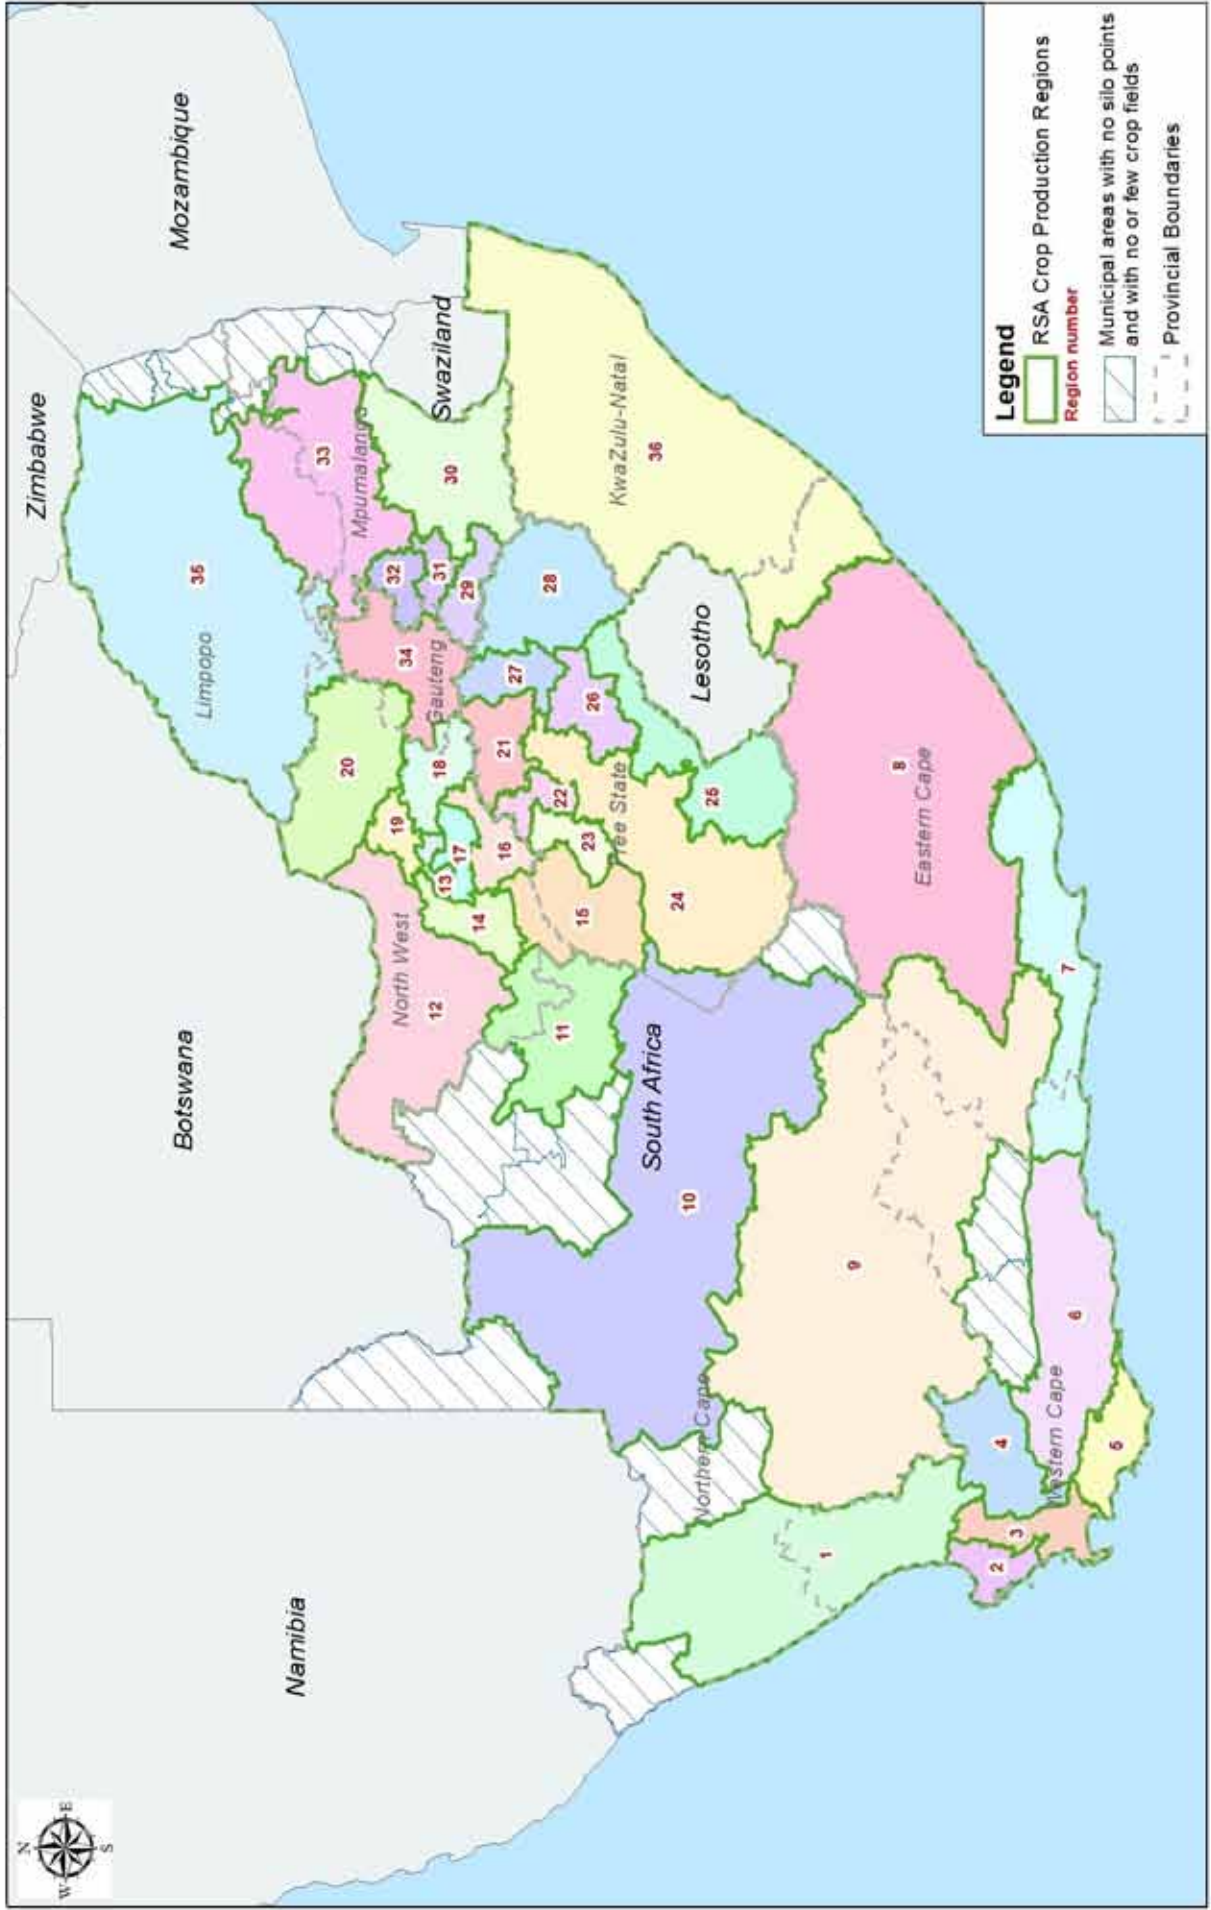 N
W E
S
Zimbabwe
Mozambique
Botswana
Namibia
35
Limpopo
33
Mpumalanga
20
32
19
34
North West
12
Gauteng
31
18
13
30
Swaziland
17
29
14
21
16
27
28
22
11
15
23
26
Free State
KwaZulu-Natal
36
South Africa
24
10
Lesotho
25
Northern Cape
1
9
8
Eastern Cape
2
4
3
Western Cape
7
6
5
Legend
RSA Crop Production Regions
Region number
Municipal areas with no silo points
and with no or few crop fields
Provincial Boundaries